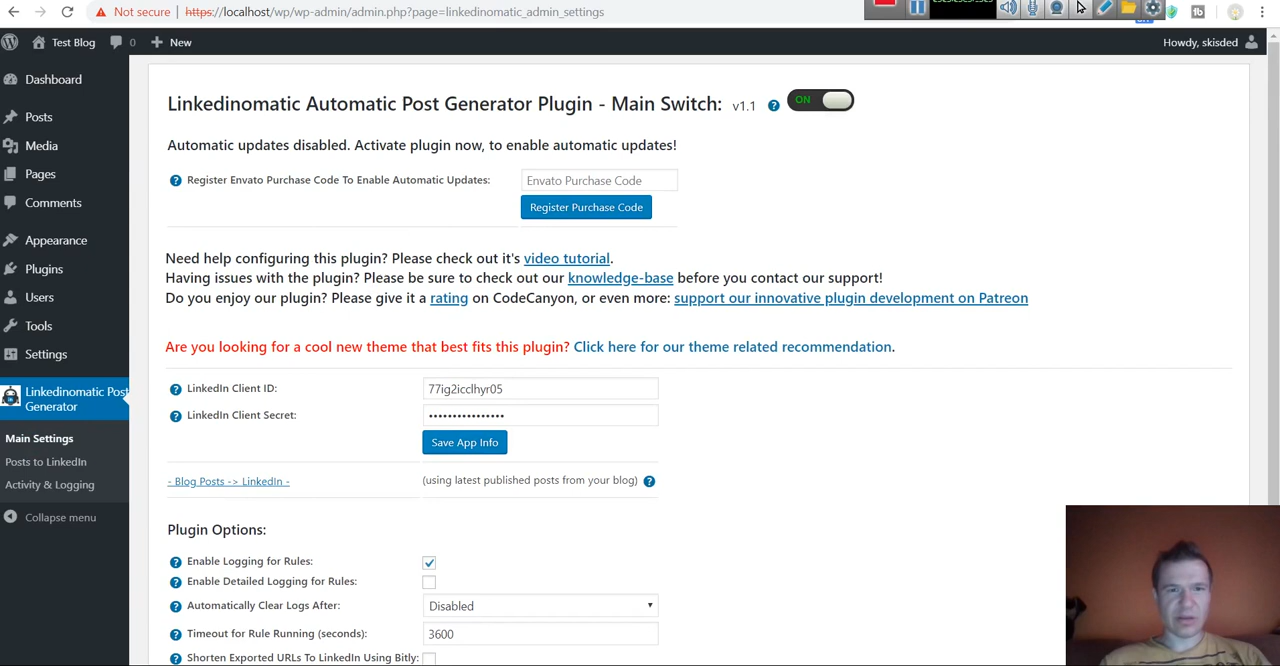 Not secure | https://localhost/wp/wp-admin/admin.php?page=linkedinomatic_admin_settings
Test Blog 0 + New Howdy, skisded
Dashboard
Posts
Media
Pages
Comments
Appearance
Plugins
Users
Tools
Settings
Linkedinomatic Post
Generator
Main Settings
Posts to LinkedIn
Activity & Logging
Collapse menu
Linkedinomatic Automatic Post Generator Plugin - Main Switch: v1.1 ? ON
Automatic updates disabled. Activate plugin now, to enable automatic updates!
? Register Envato Purchase Code To Enable Automatic Updates: Envato Purchase Code
Register Purchase Code
Need help configuring this plugin? Please check out it's video tutorial.
Having issues with the plugin? Please be sure to check out our knowledge-base before you contact our support!
Do you enjoy our plugin? Please give it a rating on CodeCanyon, or even more: support our innovative plugin development on Patreon
Are you looking for a cool new theme that best fits this plugin? Click here for our theme related recommendation.
? LinkedIn Client ID: 77ig2icclhyr05
? LinkedIn Client Secret: ••••••••••••••••
Save App Info
- Blog Posts -> LinkedIn - (using latest published posts from your blog) ?
Plugin Options:
? Enable Logging for Rules:
? Enable Detailed Logging for Rules:
? Automatically Clear Logs After: Disabled
? Timeout for Rule Running (seconds): 3600
? Shorten Exported URLs To LinkedIn Using Bitly: